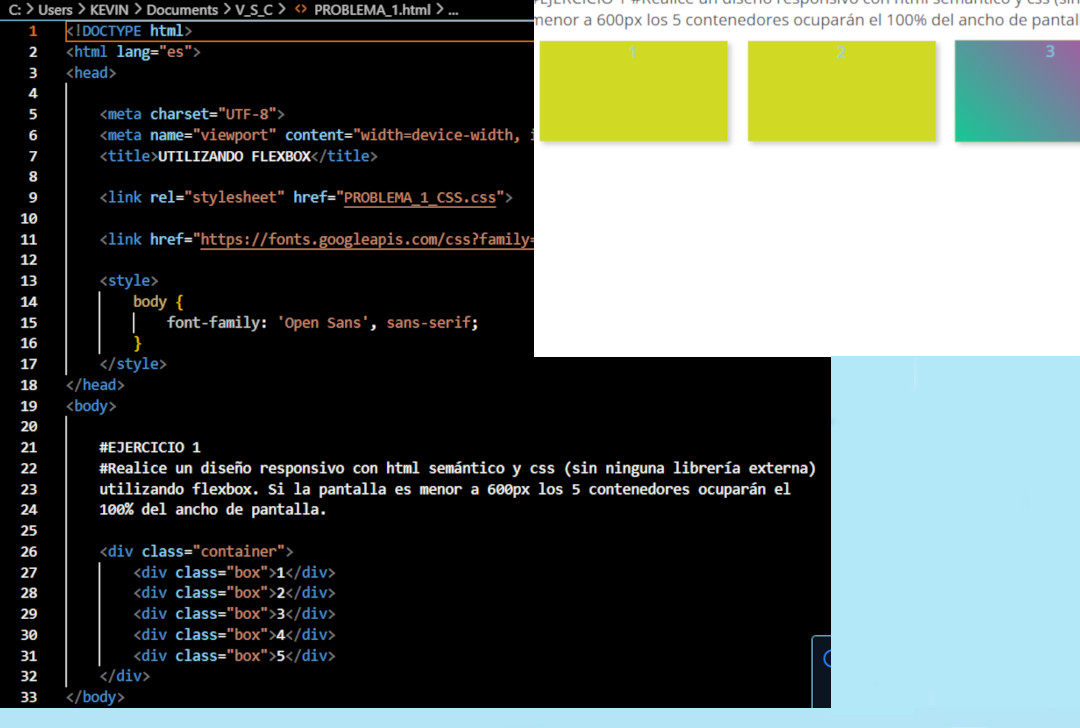 C: > Users > KEVIN > Documents > V_S_C > <> PROBLEMA_1.html > ...
1 <!DOCTYPE html>
2 <html lang="es">
3 <head>
4
5 <meta charset="UTF-8">
6 <meta name="viewport" content="width=device-width,
7 <title>UTILIZANDO FLEXBOX</title>
8
9 <link rel="stylesheet" href="PROBLEMA_1_CSS.css">
10
11 <link href="https://fonts.googleapis.com/css?family=
12
13 <style>
14 body {
15 font-family: 'Open Sans', sans-serif;
16 }
17 </style>
18 </head>
19 <body>
20
21 #EJERCICIO 1
22 #Realice un diseño responsivo con html semántico y css (sin ninguna librería externa)
23 utilizando flexbox. Si la pantalla es menor a 600px los 5 contenedores ocuparán el
24 100% del ancho de pantalla.
25
26 <div class="container">
27 <div class="box">1</div>
28 <div class="box">2</div>
29 <div class="box">3</div>
30 <div class="box">4</div>
31 <div class="box">5</div>
32 </div>
33 </body>
#EJERCICIO 1 #Realice un diseño responsivo con html semántico y css (sin
menor a 600px los 5 contenedores ocuparán el 100% del ancho de pantal
1
2
3